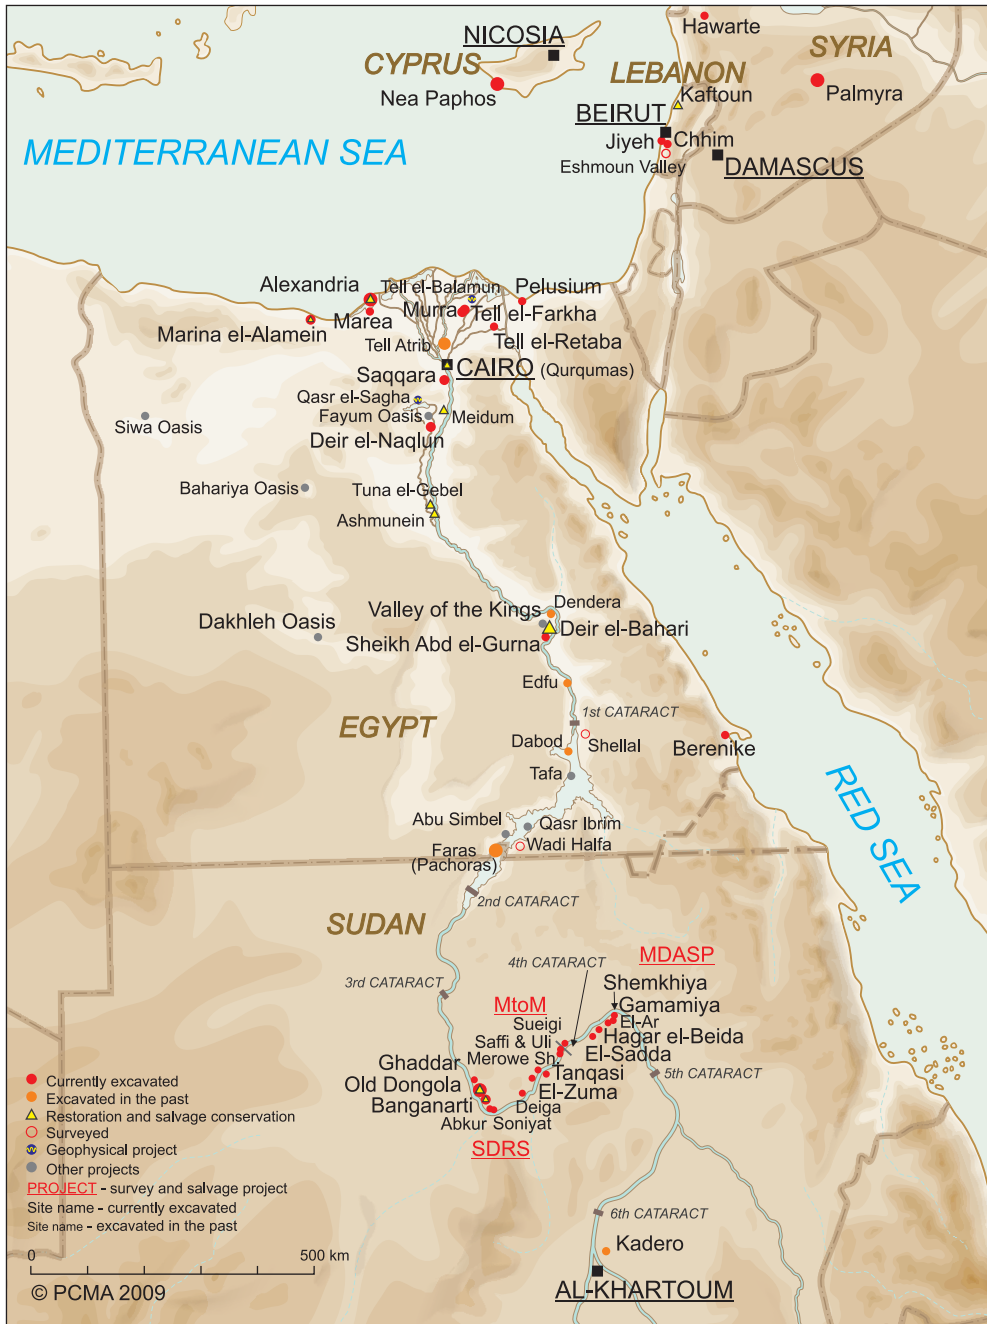 Hawarte
NICOSIA
SYRIA
CYPRUS
LEBANON
Nea Paphos
Kaftoun
Palmyra
BEIRUT
Jiyeh
Chhim
MEDITERRANEAN SEA
Eshmoun Valley
DAMASCUS
Alexandria
Tell el-Balamun
Pelusium
Murra
Tell el-Farkha
Marina el-Alamein
Marea
Tell Atrib
Tell el-Retaba
CAIRO (Qurqumas)
Saqqara
Qasr el-Sagha
Fayum Oasis
Meidum
Siwa Oasis
Deir el-Naqlun
Bahariya Oasis
Tuna el-Gebel
Ashmunein
Valley of the Kings
Dendera
Dakhleh Oasis
Deir el-Bahari
Sheikh Abd el-Gurna
Edfu
1st CATARACT
EGYPT
Dabod
Shellal
Berenike
Tafa
RED SEA
Abu Simbel
Qasr Ibrim
Faras
(Pachoras)
Wadi Halfa
2nd CATARACT
SUDAN
MDASP
4th CATARACT
3rd CATARACT
Shemkhiya
MtoM
Gamamiya
Sueigi
El-Ar
Saffi & Uli
Hagar el-Beida
Merowe Sh.
El-Sadda
Ghaddar
Tanqasi
5th CATARACT
Old Dongola
El-Zuma
Banganarti
Deiga
Abkur
Soniyat
SDRS
Currently excavated
Excavated in the past
Restoration and salvage conservation
Surveyed
Geophysical project
Other projects
PROJECT - survey and salvage project
Site name - currently excavated
Site name - excavated in the past
6th CATARACT
Kadero
0 500 km
AL-KHARTOUM
© PCMA 2009